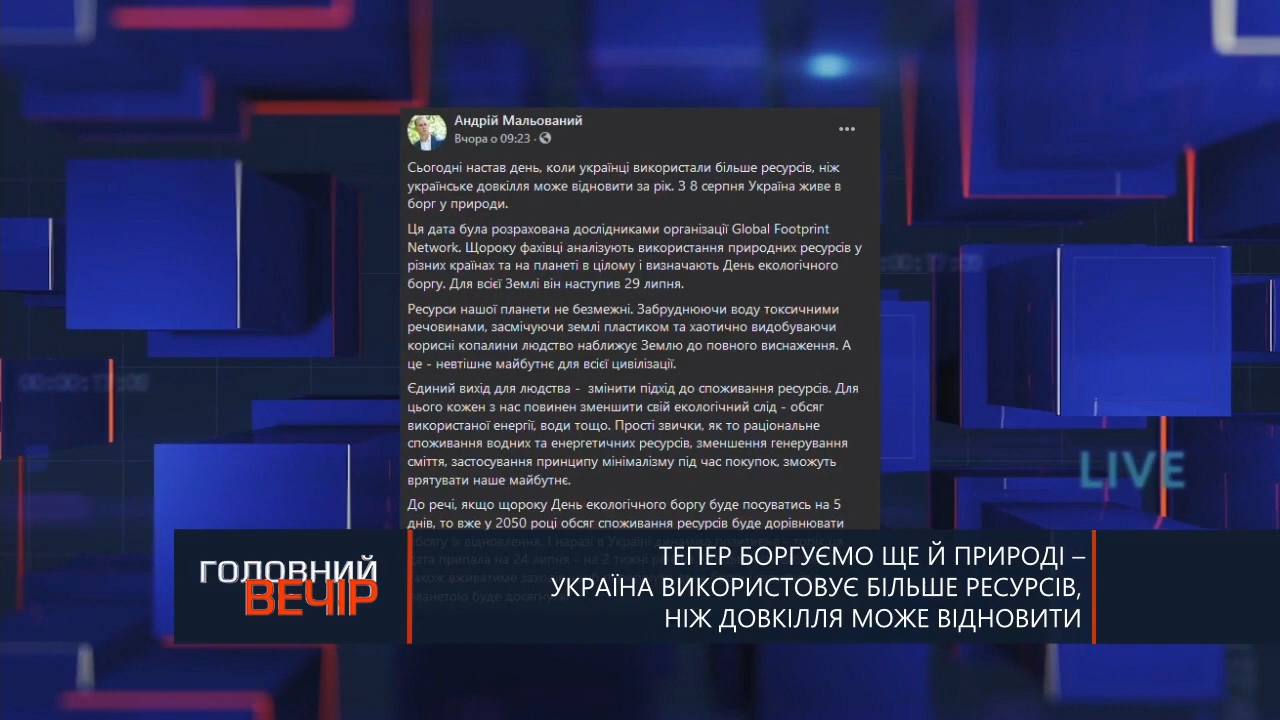 Андрій Мальований
Вчора о 09:23 ·
Сьогодні настав день, коли українці використали більше ресурсів, ніж
українське довкілля може відновити за рік. З 8 серпня Україна живе в
борг у природи.
Ця дата була розрахована дослідниками організації Global Footprint
Network. Щороку фахівці аналізують використання природних ресурсів у
різних країнах та на планеті в цілому і визначають День екологічного
боргу. Для всієї Землі він наступив 29 липня.
Ресурси нашої планети не безмежні. Забруднюючи воду токсичними
речовинами, засмічуючи землі пластиком та хаотично видобуваючи
корисні копалини людство наближує Землю до повного виснаження. А
це - невтішне майбутнє для всієї цивілізації.
Єдиний вихід для людства - змінити підхід до споживання ресурсів. Для
цього кожен з нас повинен зменшити свій екологічний слід - обсяг
використаної енергії, води тощо. Прості звички, як то раціональне
споживання водних та енергетичних ресурсів, зменшення генерування
сміття, застосування принципу мінімалізму під час покупок, зможуть
врятувати наше майбутнє.
До речі, якщо щороку День екологічного боргу буде посуватись на 5
днів, то вже у 2050 році обсяг споживання ресурсів буде дорівнювати
LIVE
ГОЛОВНИЙ
ВЕЧІР
ТЕПЕР БОРГУЄМО ЩЕ Й ПРИРОДІ –
УКРАЇНА ВИКОРИСТОВУЄ БІЛЬШЕ РЕСУРСІВ,
НІЖ ДОВКІЛЛЯ МОЖЕ ВІДНОВИТИ